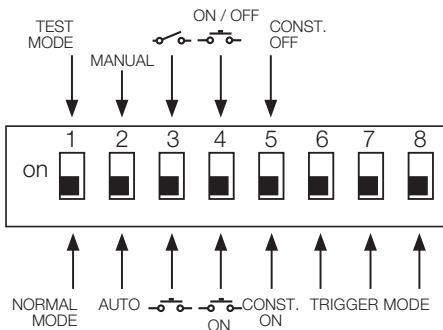 ON / OFF
TEST
MODE
CONST.
OFF
MANUAL
1 2 3 4 5 6 7 8
on
NORMAL
MODE
AUTO
ON
CONST.
ON
TRIGGER MODE